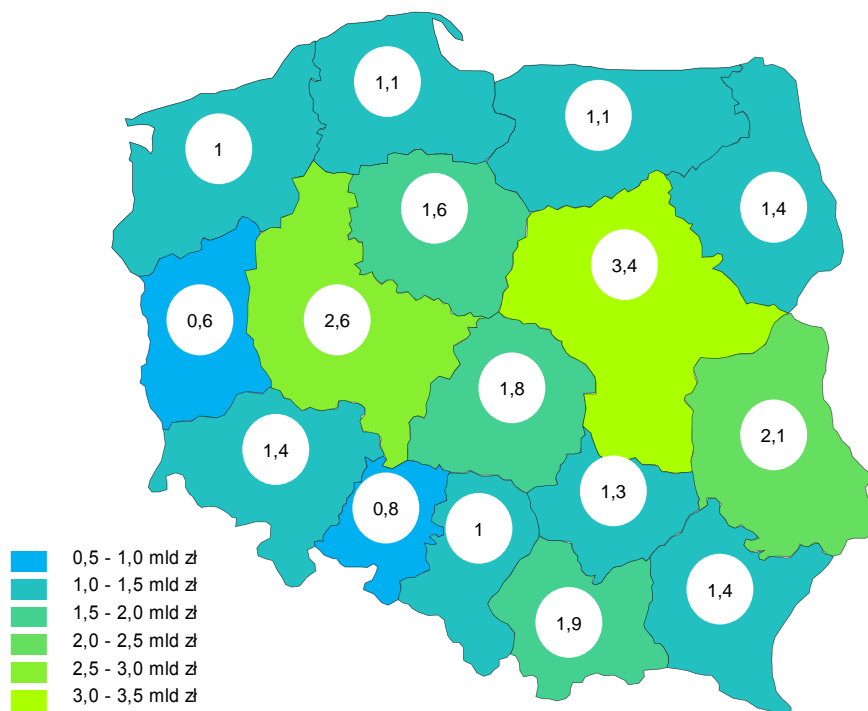 1,1
1,1
1
1,6
1,4
3,4
0,6
2,6
1,8
1,4
2,1
1,3
0,8
1
1,4
1,9
0,5 - 1,0 mld zł
1,0 - 1,5 mld zł
1,5 - 2,0 mld zł
2,0 - 2,5 mld zł
2,5 - 3,0 mld zł
3,0 - 3,5 mld zł